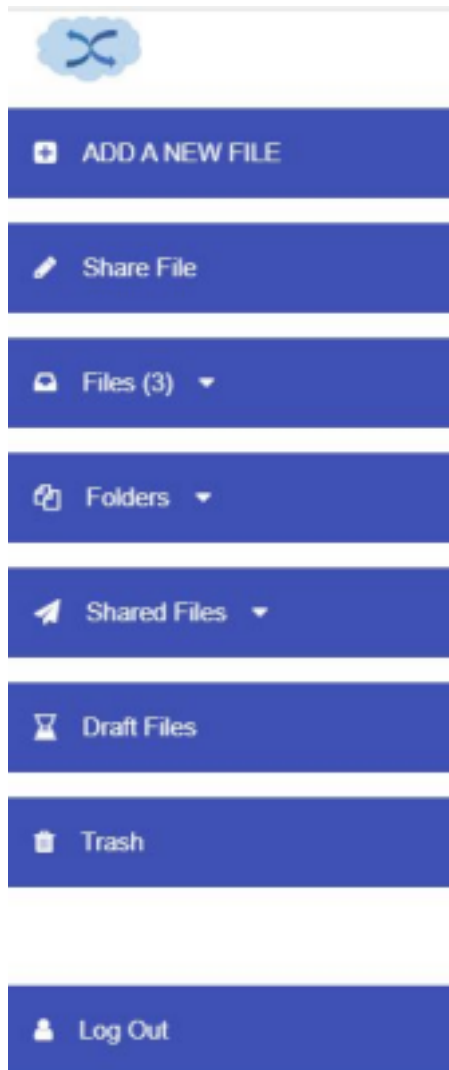 ADD A NEW FILE
Share File
Files (3)
Folders
Shared Files
Draft Files
Trash
Log Out